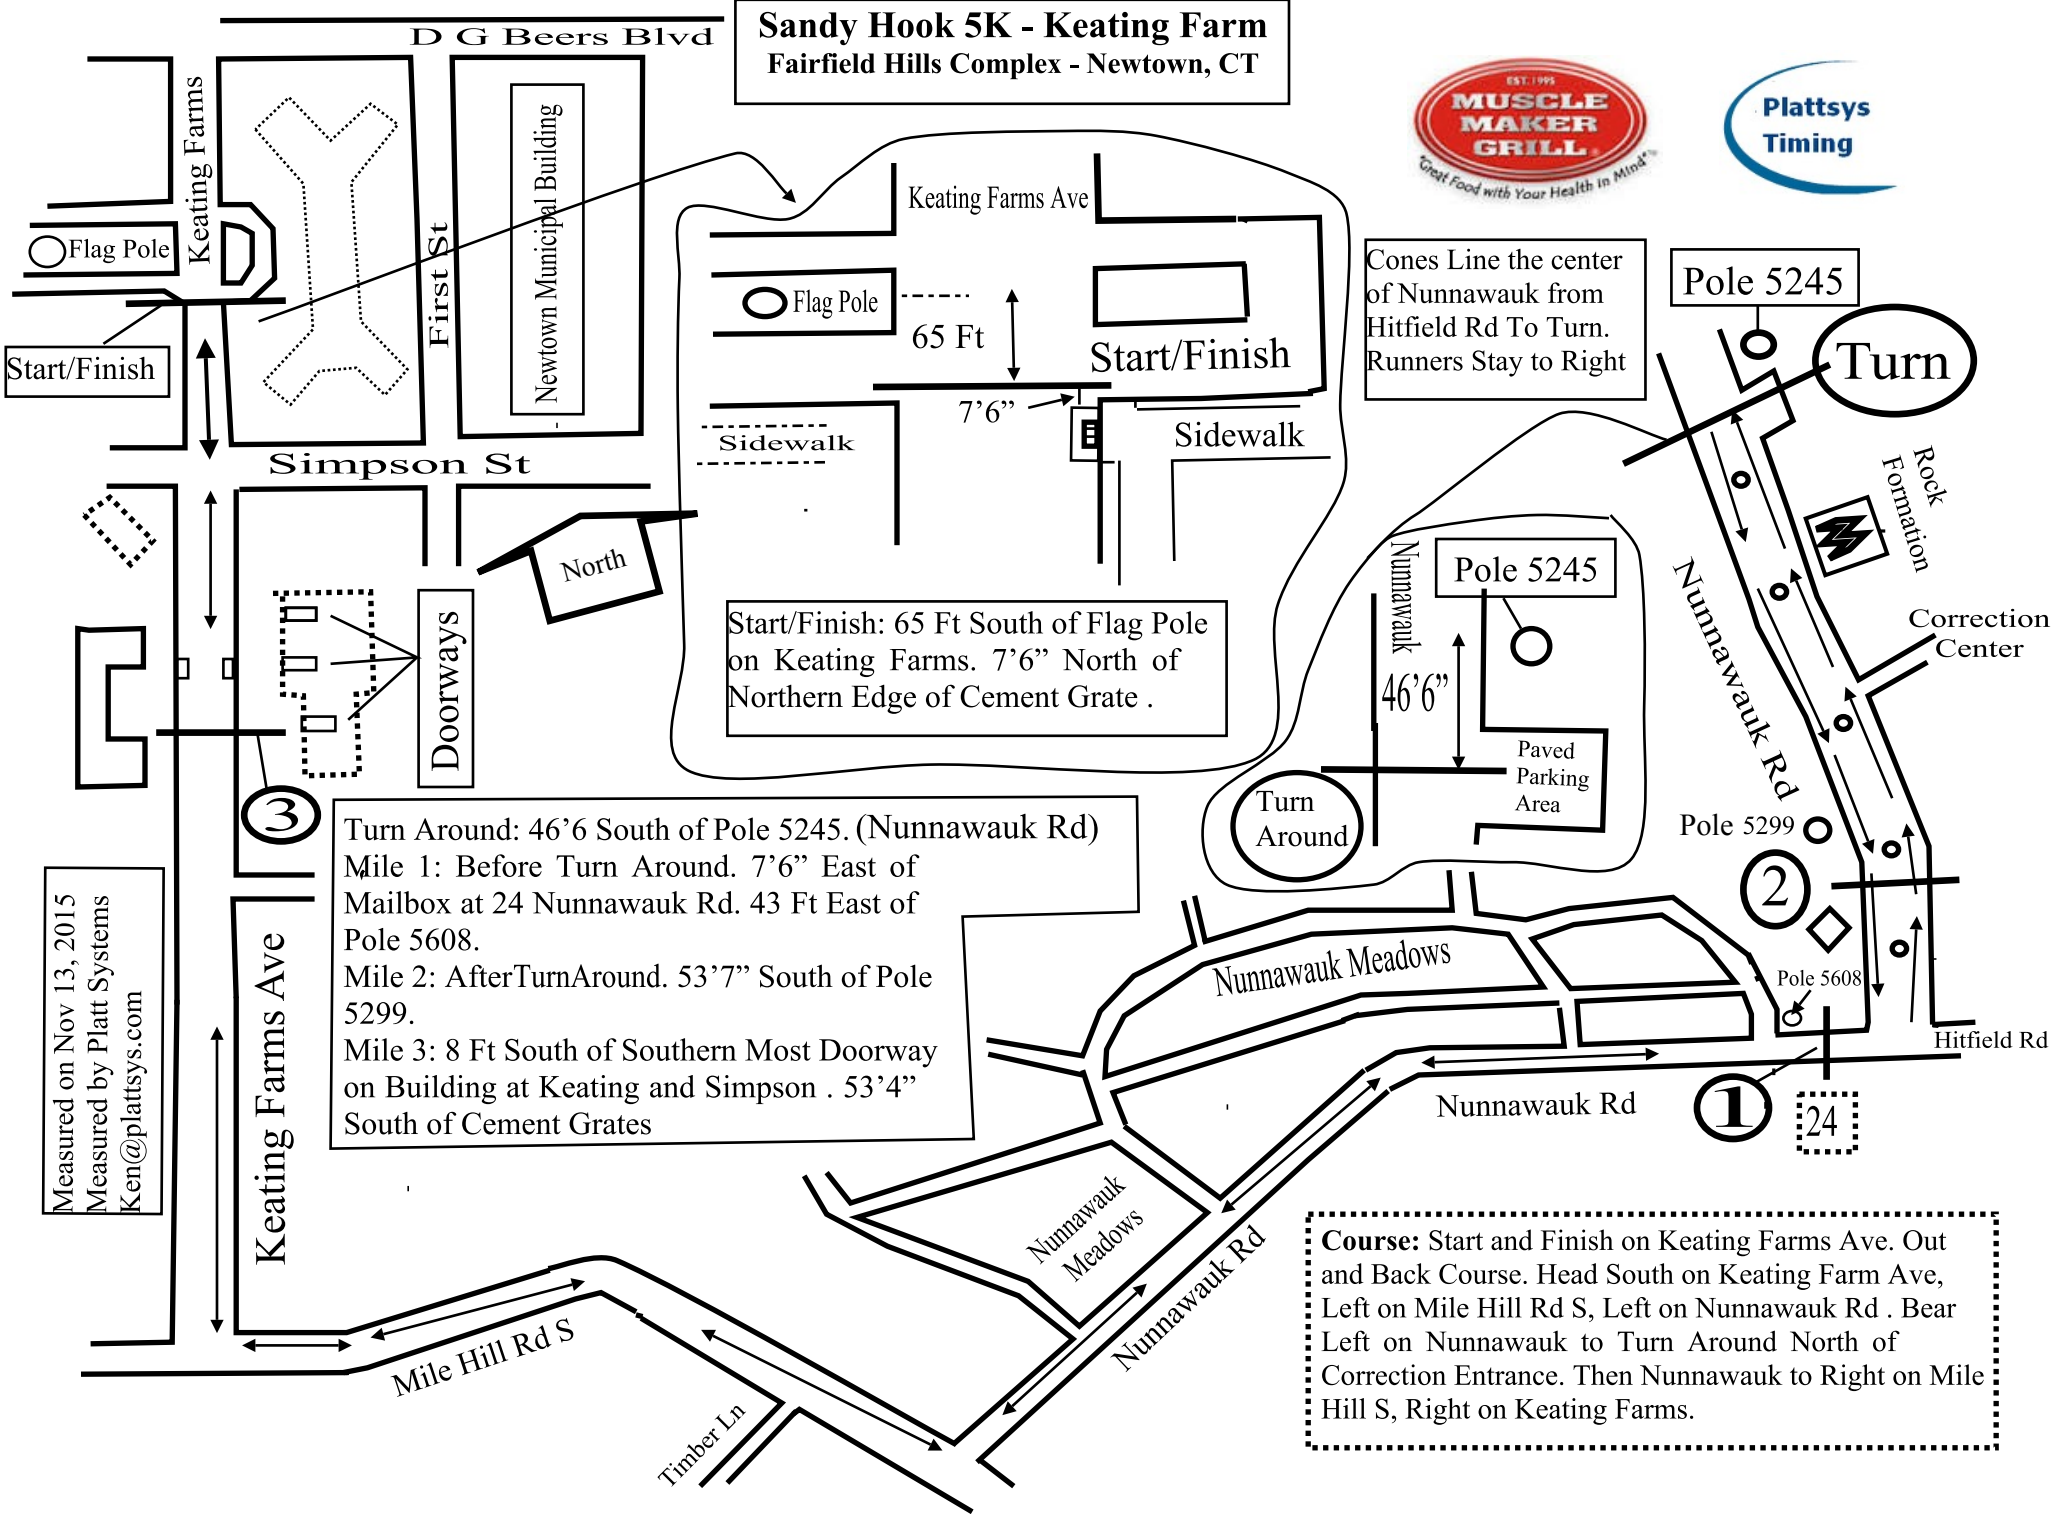 Sandy Hook 5K - Keating Farm
Fairfield Hills Complex - Newtown, CT
D G Beers Blvd
Keating Farms
Flag Pole
Start/Finish
First St
Newtown Municipal Building
Simpson St
North
Doorways
3
Keating Farms Ave
Flag Pole
65 Ft
Start/Finish
7’6”
Sidewalk
Sidewalk
Start/Finish: 65 Ft South of Flag Pole
on Keating Farms. 7’6” North of
Northern Edge of Cement Grate .
EST. 1995
MUSCLE
MAKER
GRILL
"Great Food with Your Health in Mind"™
Plattsys
Timing
Cones Line the center
of Nunnawauk from
Hitfield Rd To Turn.
Runners Stay to Right
Pole 5245
Turn
Rock
Formation
Nunnawauk Rd
Correction
Center
Nunnawauk
Pole 5245
46’6”
Paved
Parking
Area
Turn
Around
Pole 5299
2
Pole 5608
Hitfield Rd
1
24
Turn Around: 46’6 South of Pole 5245. (Nunnawauk Rd)
Mile 1: Before Turn Around. 7’6” East of
Mailbox at 24 Nunnawauk Rd. 43 Ft East of
Pole 5608.
Mile 2: AfterTurnAround. 53’7” South of Pole
5299.
Mile 3: 8 Ft South of Southern Most Doorway
on Building at Keating and Simpson . 53’4”
South of Cement Grates
Measured on Nov 13, 2015
Measured by Platt Systems
Ken@plattsys.com
Keating Farms Ave
Nunnawauk Meadows
Nunnawauk Rd
Nunnawauk
Meadows
Nunnawauk Rd
Mile Hill Rd S
Timber Ln
Course: Start and Finish on Keating Farms Ave. Out
and Back Course. Head South on Keating Farm Ave,
Left on Mile Hill Rd S, Left on Nunnawauk Rd . Bear
Left on Nunnawauk to Turn Around North of
Correction Entrance. Then Nunnawauk to Right on Mile
Hill S, Right on Keating Farms.